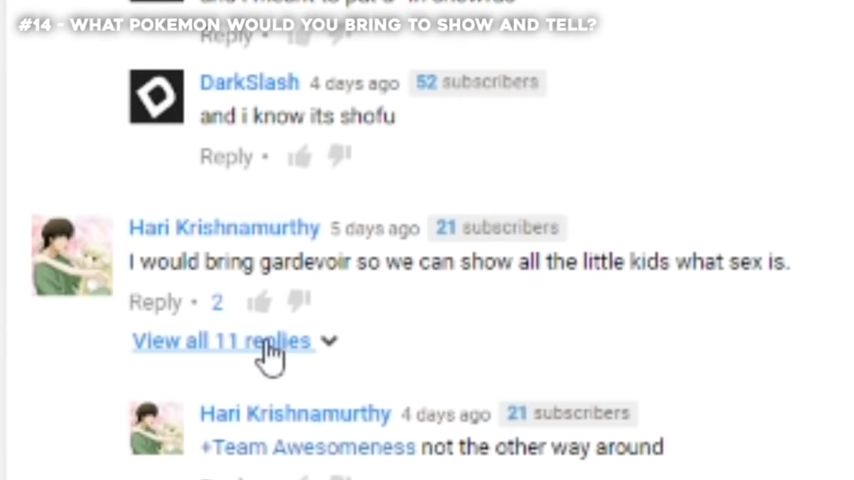 #14 - WHAT POKEMON WOULD YOU BRING TO SHOW AND TELL?
Reply •
DarkSlash 4 days ago 52 subscribers
and i know its shofu
Reply •
Hari Krishnamurthy 5 days ago 21 subscribers
I would bring gardevoir so we can show all the little kids what sex is.
Reply • 2
View all 11 replies
Hari Krishnamurthy 4 days ago 21 subscribers
+Team Awesomeness not the other way around